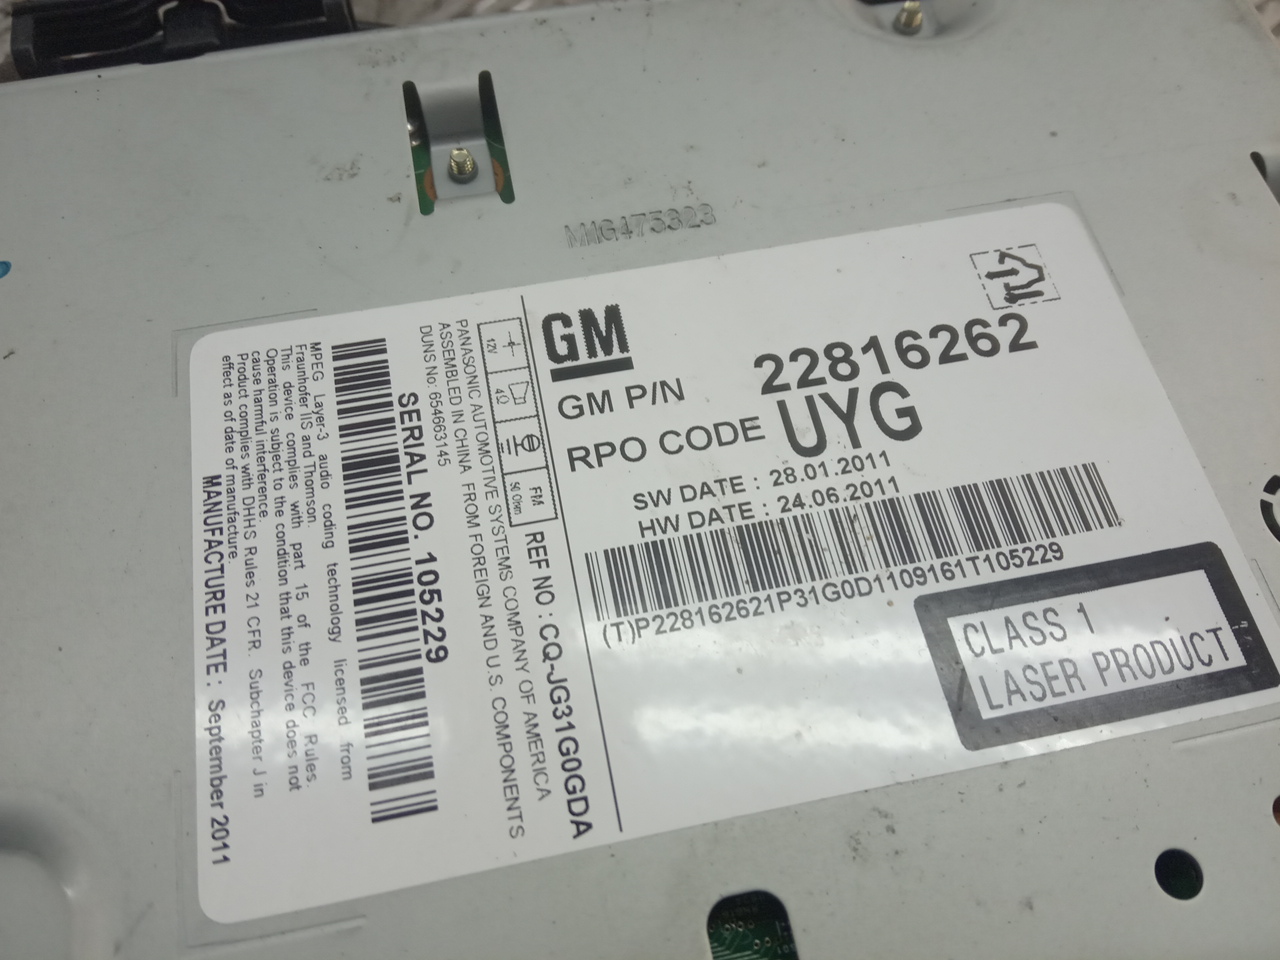 MMG475323
GM
GM P/N 22816262
RPO CODE UYG
SW DATE : 28.01.2011
HW DATE : 24.06.2011
(T)P228162621P31G0D1109161T105229
CLASS 1
LASER PRODUCT
12V
4Ω
FM
50 Ohm
REF NO : CQ-JG31G0GDA
PANASONIC AUTOMOTIVE SYSTEMS COMPANY OF AMERICA
ASSEMBLED IN CHINA FROM FOREIGN AND U.S. COMPONENTS
DUNS No: 654663145
SERIAL NO. 105229
MPEG Layer-3 audio coding technology licensed from
Fraunhofer IIS and Thomson.
This device complies with part 15 of the FCC Rules.
Operation is subject to the condition that this device does not
cause harmful interference.
Product complies with DHHS Rules 21 CFR. Subchapter J in
effect as of date of manufacture.
MANUFACTURE DATE : September 2011